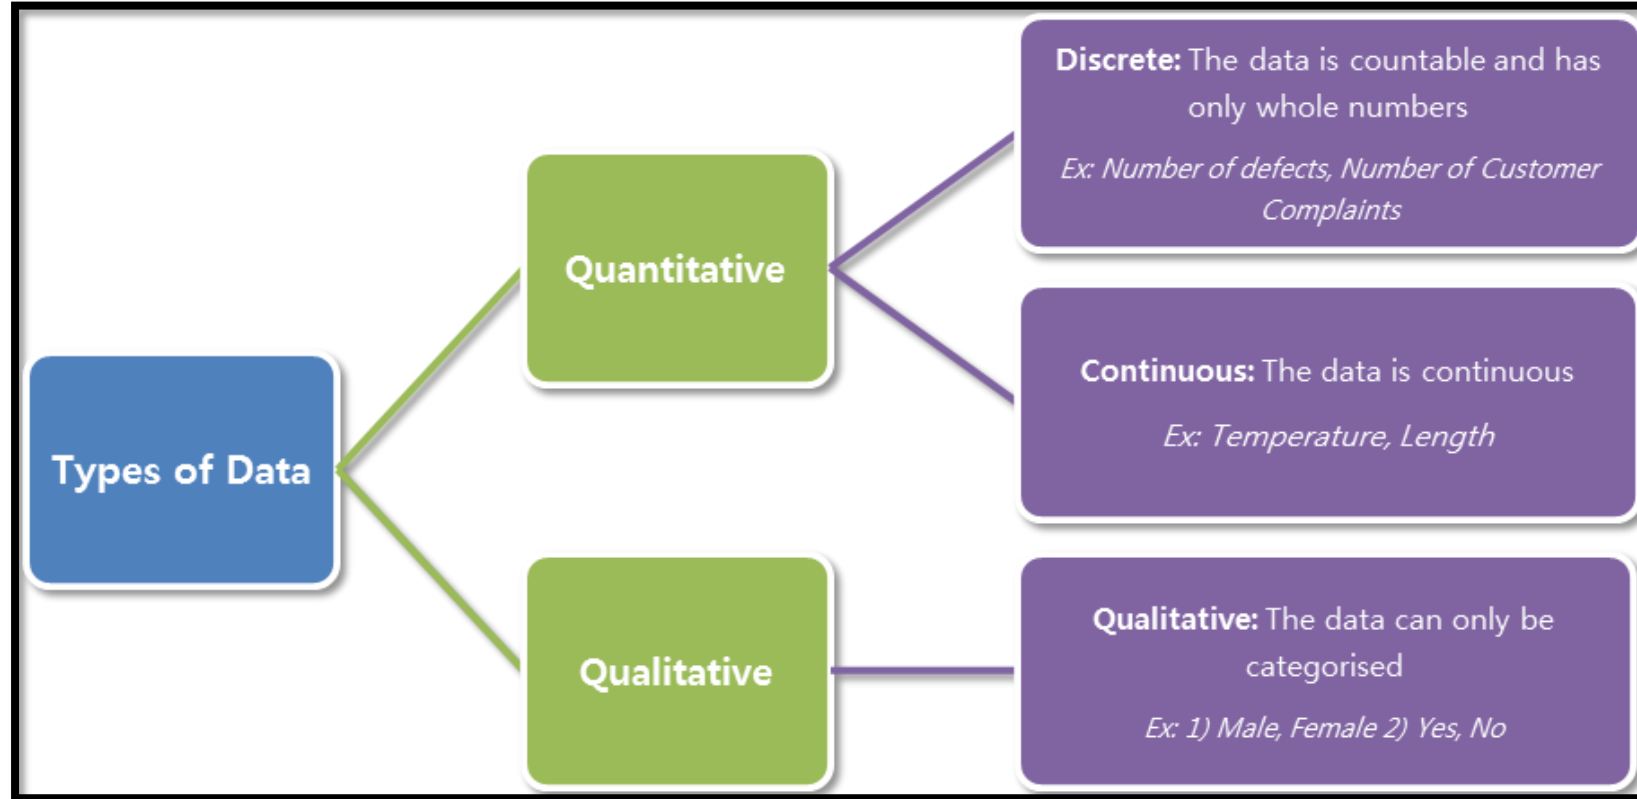 Types of Data
Quantitative
Qualitative
Discrete: The data is countable and has
only whole numbers
Ex: Number of defects, Number of Customer
Complaints
Continuous: The data is continuous
Ex: Temperature, Length
Qualitative: The data can only be
categorised
Ex: 1) Male, Female 2) Yes, No